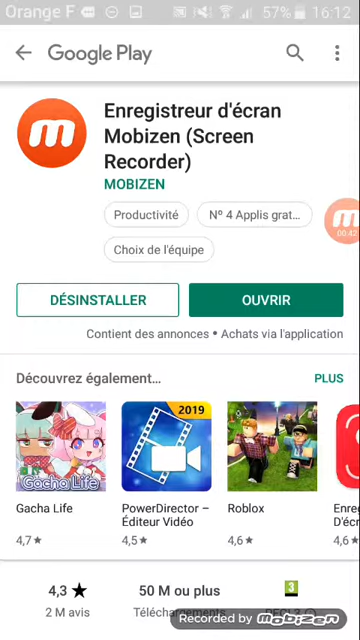 Orange F 57% 16:12
Google Play
m
Enregistreur d'écran
Mobizen (Screen
Recorder)
MOBIZEN
Productivité
Nº 4 Applis grat...
Choix de l'équipe
m
00:42
DÉSINSTALLER
OUVRIR
Contient des annonces • Achats via l'application
Découvrez également...
PLUS
2019
Gacha Life
Gacha Life
PowerDirector –
Éditeur Vidéo
Roblox
Enre
D'écr
4,7★
4,5★
4,6★
4,6★
4,3 ★
50 M ou plus
3
2 M avis
Recorded by mobizen